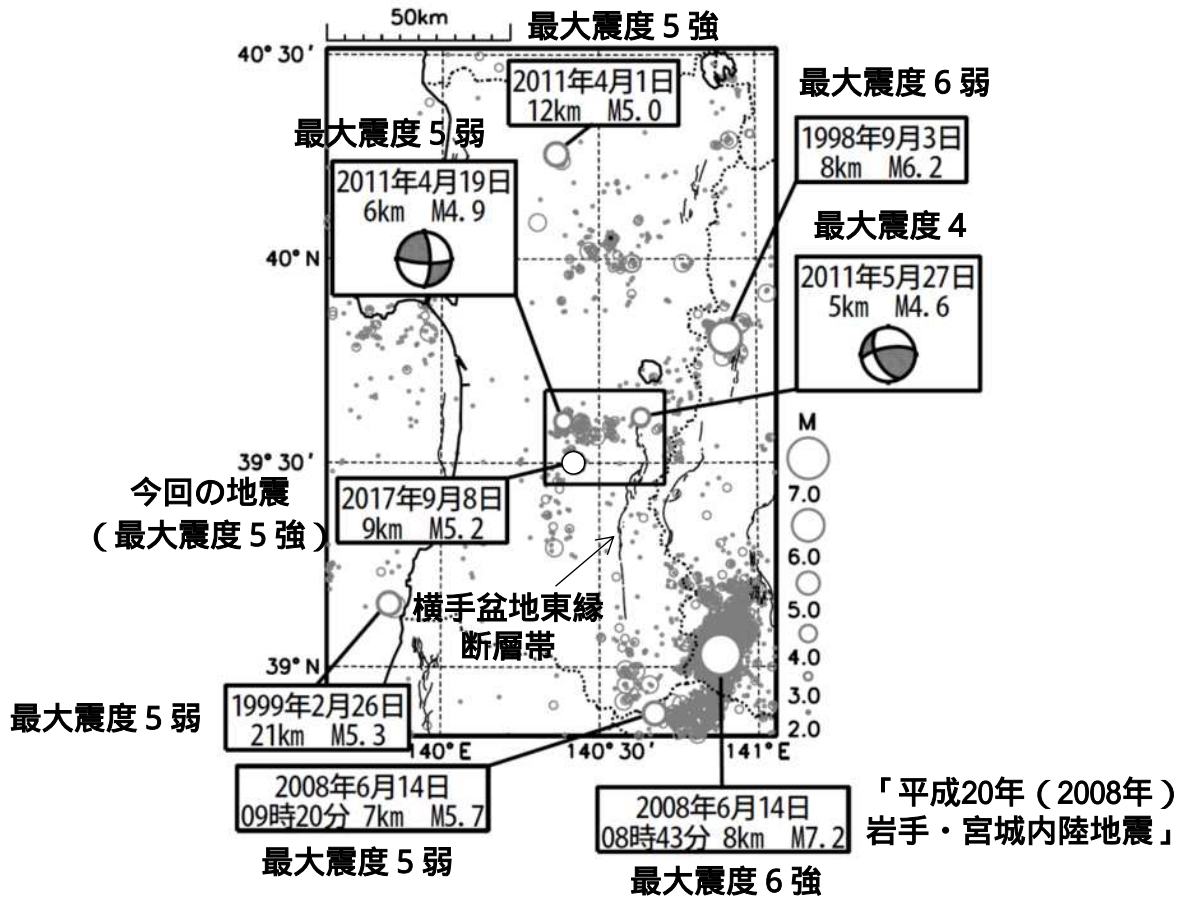 50km
最大震度５強
40°30′
2011年4月1日
12km M5.0
最大震度６弱
最大震度５弱
1998年9月3日
8km M6.2
2011年4月19日
6km M4.9
最大震度４
40°N
2011年5月27日
5km M4.6
M
39°30′
今回の地震
（最大震度５強）
2017年9月8日
9km M5.2
7.0
6.0
5.0
4.0
3.0
2.0
横手盆地東縁
断層帯
39°N
最大震度５弱
1999年2月26日
21km M5.3
140°E
140°30′
141°E
2008年6月14日
09時20分 7km M5.7
最大震度５弱
2008年6月14日
08時43分 8km M7.2
「平成20年（2008年）
岩手・宮城内陸地震」
最大震度６強